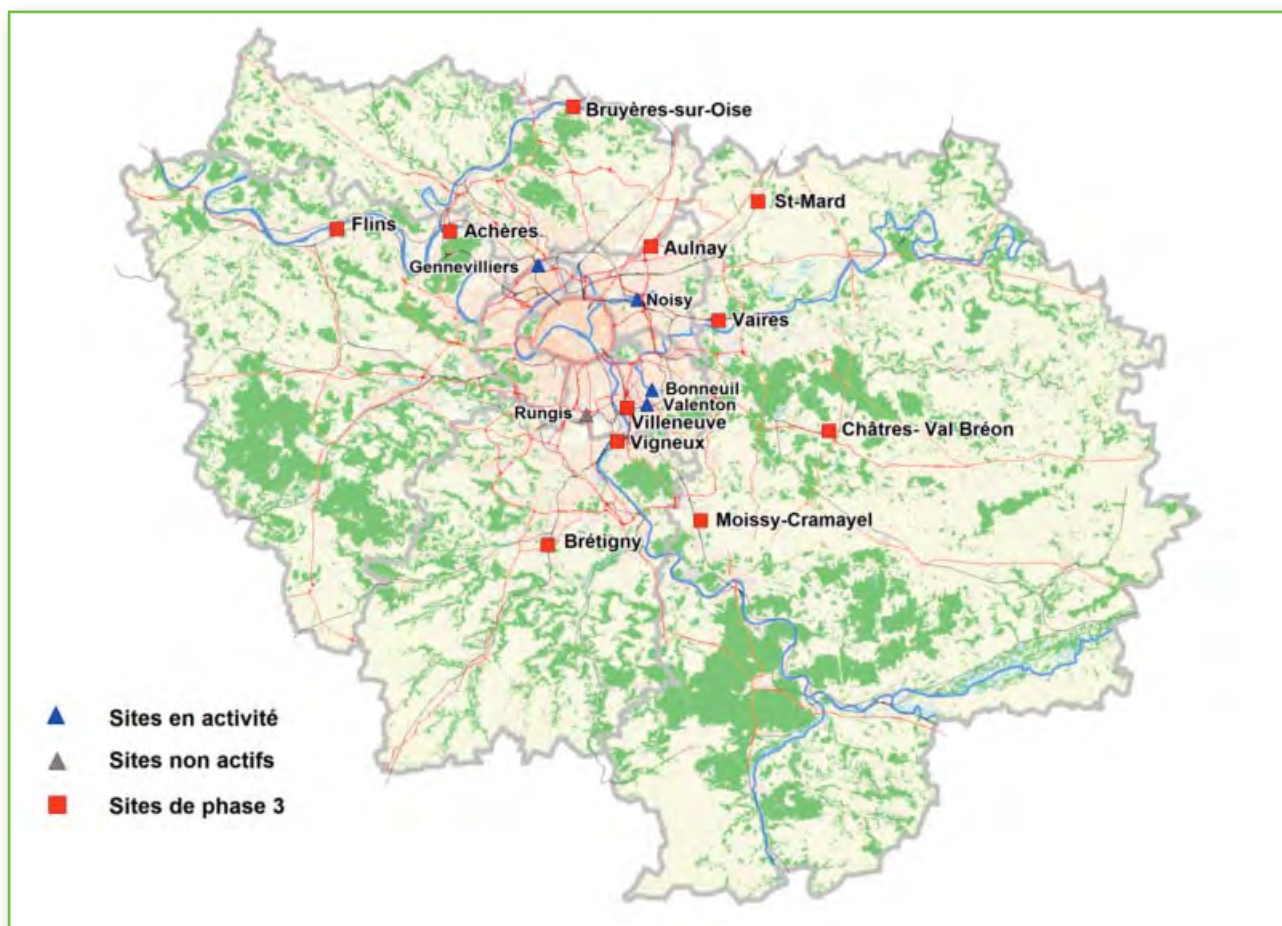 Bruyères-sur-Oise
St-Mard
Flins
Achères
Aulnay
Gennevilliers
Noisy
Vaires
Bonneuil
Valenton
Rungis
Villeneuve
Châtres- Val Bréon
Vigneux
Moissy-Cramayel
Brétigny
Sites en activité
Sites non actifs
Sites de phase 3